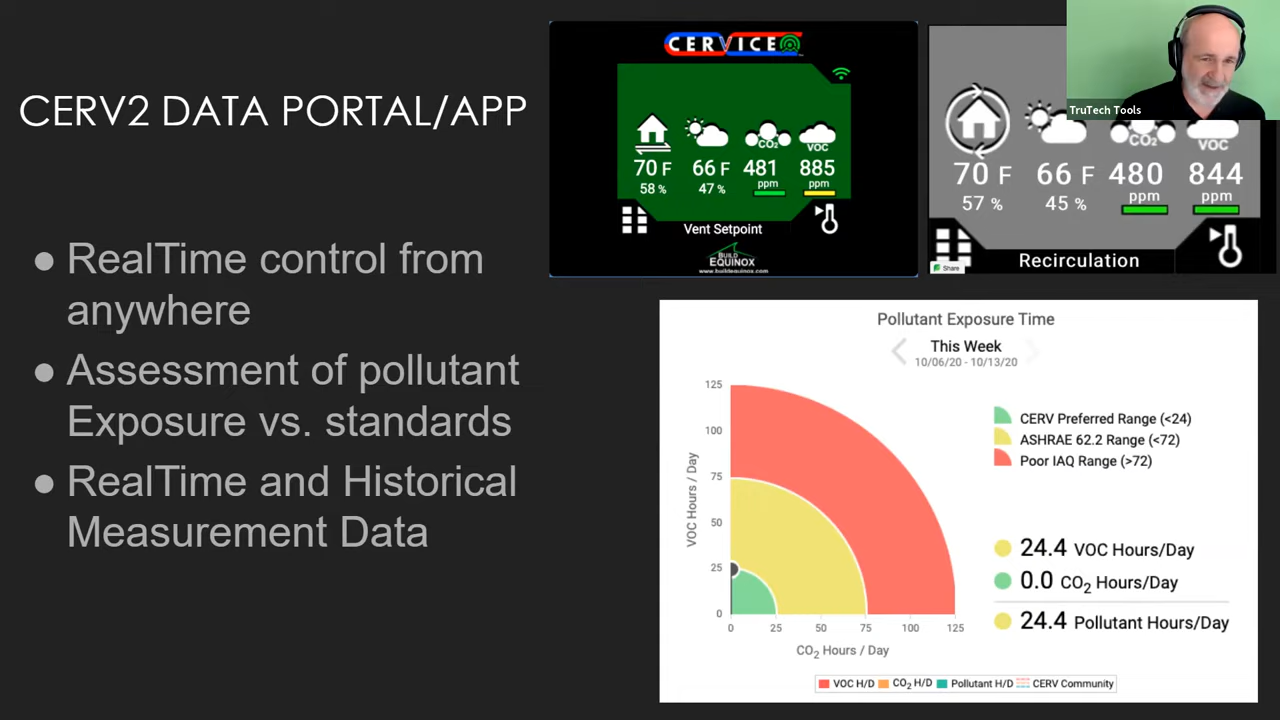 CERV2 DATA PORTAL/APP
● RealTime control from
anywhere
● Assessment of pollutant
Exposure vs. standards
● RealTime and Historical
Measurement Data
CERVICE
CO2
VOC
70 F
66 F
481
885
58 %
47 %
ppm
ppm
Vent Setpoint
BUILD
EQUINOX
www.buildequinox.com
TruTech Tools
CO2
VOC
70 F
66 F
480
844
57 %
45 %
ppm
ppm
Share
Recirculation
Pollutant Exposure Time
This Week
10/06/20 - 10/13/20
125
100
75
50
25
0
VOC Hours / Day
0
25
50
75
100
125
CO2 Hours / Day
CERV Preferred Range (<24)
ASHRAE 62.2 Range (<72)
Poor IAQ Range (>72)
24.4 VOC Hours/Day
0.0 CO2 Hours/Day
24.4 Pollutant Hours/Day
VOC H/D CO2 H/D Pollutant H/D CERV Community